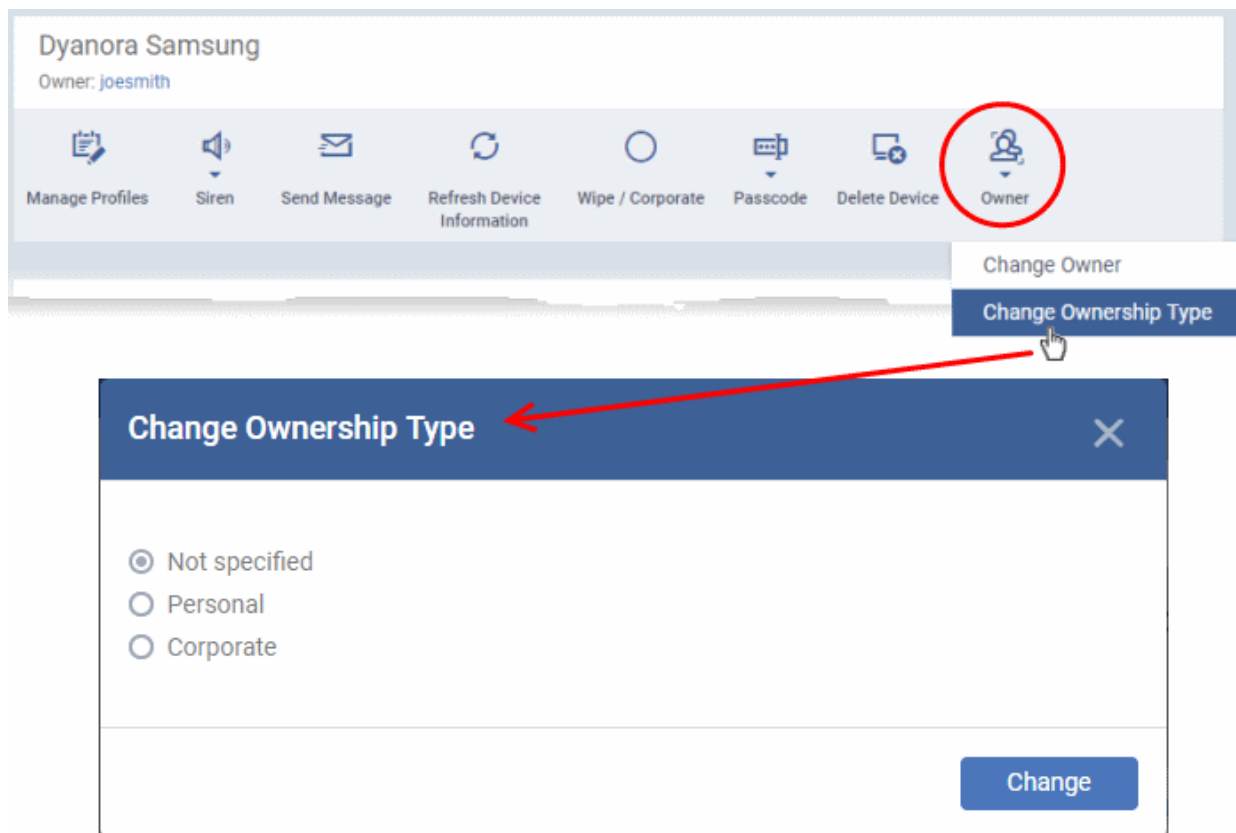 Dyanora Samsung
Owner: joesmith
Manage Profiles Siren Send Message Refresh Device Information Wipe / Corporate Passcode Delete Device Owner
Change Owner
Change Ownership Type
Change Ownership Type
Not specified
Personal
Corporate
Change